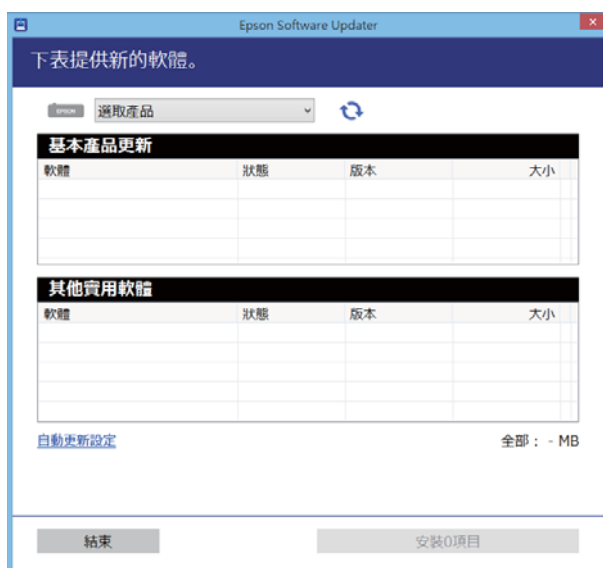 Epson Software Updater
下表提供新的軟體。
EPSON 選取產品
基本產品更新
軟體 狀態 版本 大小
其他實用軟體
軟體 狀態 版本 大小
自動更新設定 全部： - MB
結束 安裝0項目